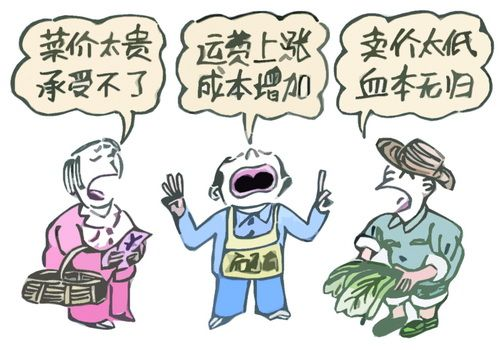 菜价太贵
承受不了
运费上涨
成本增加
卖价太低
血本无归